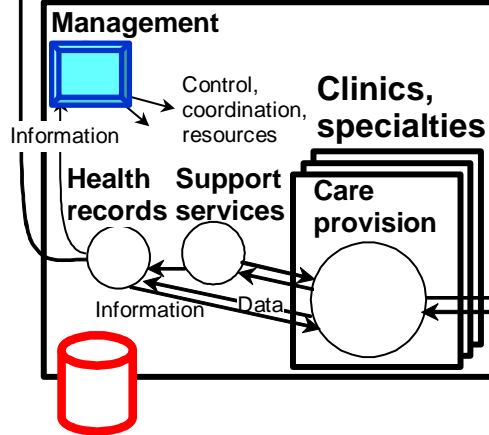 Management
Control,
coordination,
resources
Clinics,
specialties
Information
Health
records
Support
services
Care
provision
Information
Data